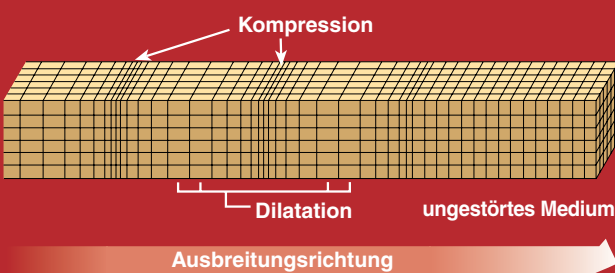 Kompression
Dilatation
ungestörtes Medium
Ausbreitungsrichtung